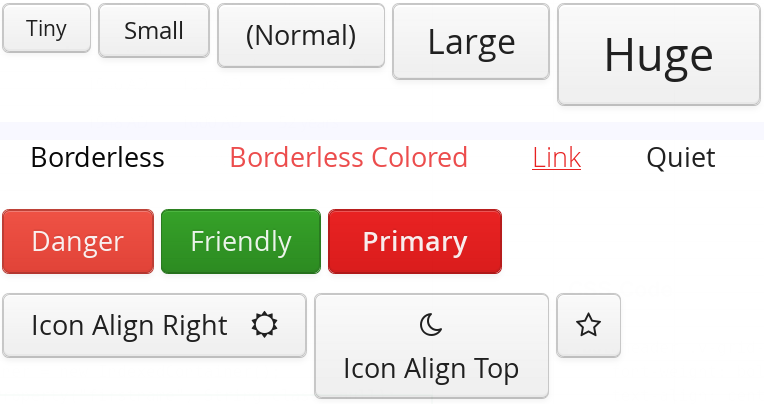 Tiny Small (Normal) Large Huge
Borderless Borderless Colored Link Quiet
Danger Friendly Primary
Icon Align Right
Icon Align Top